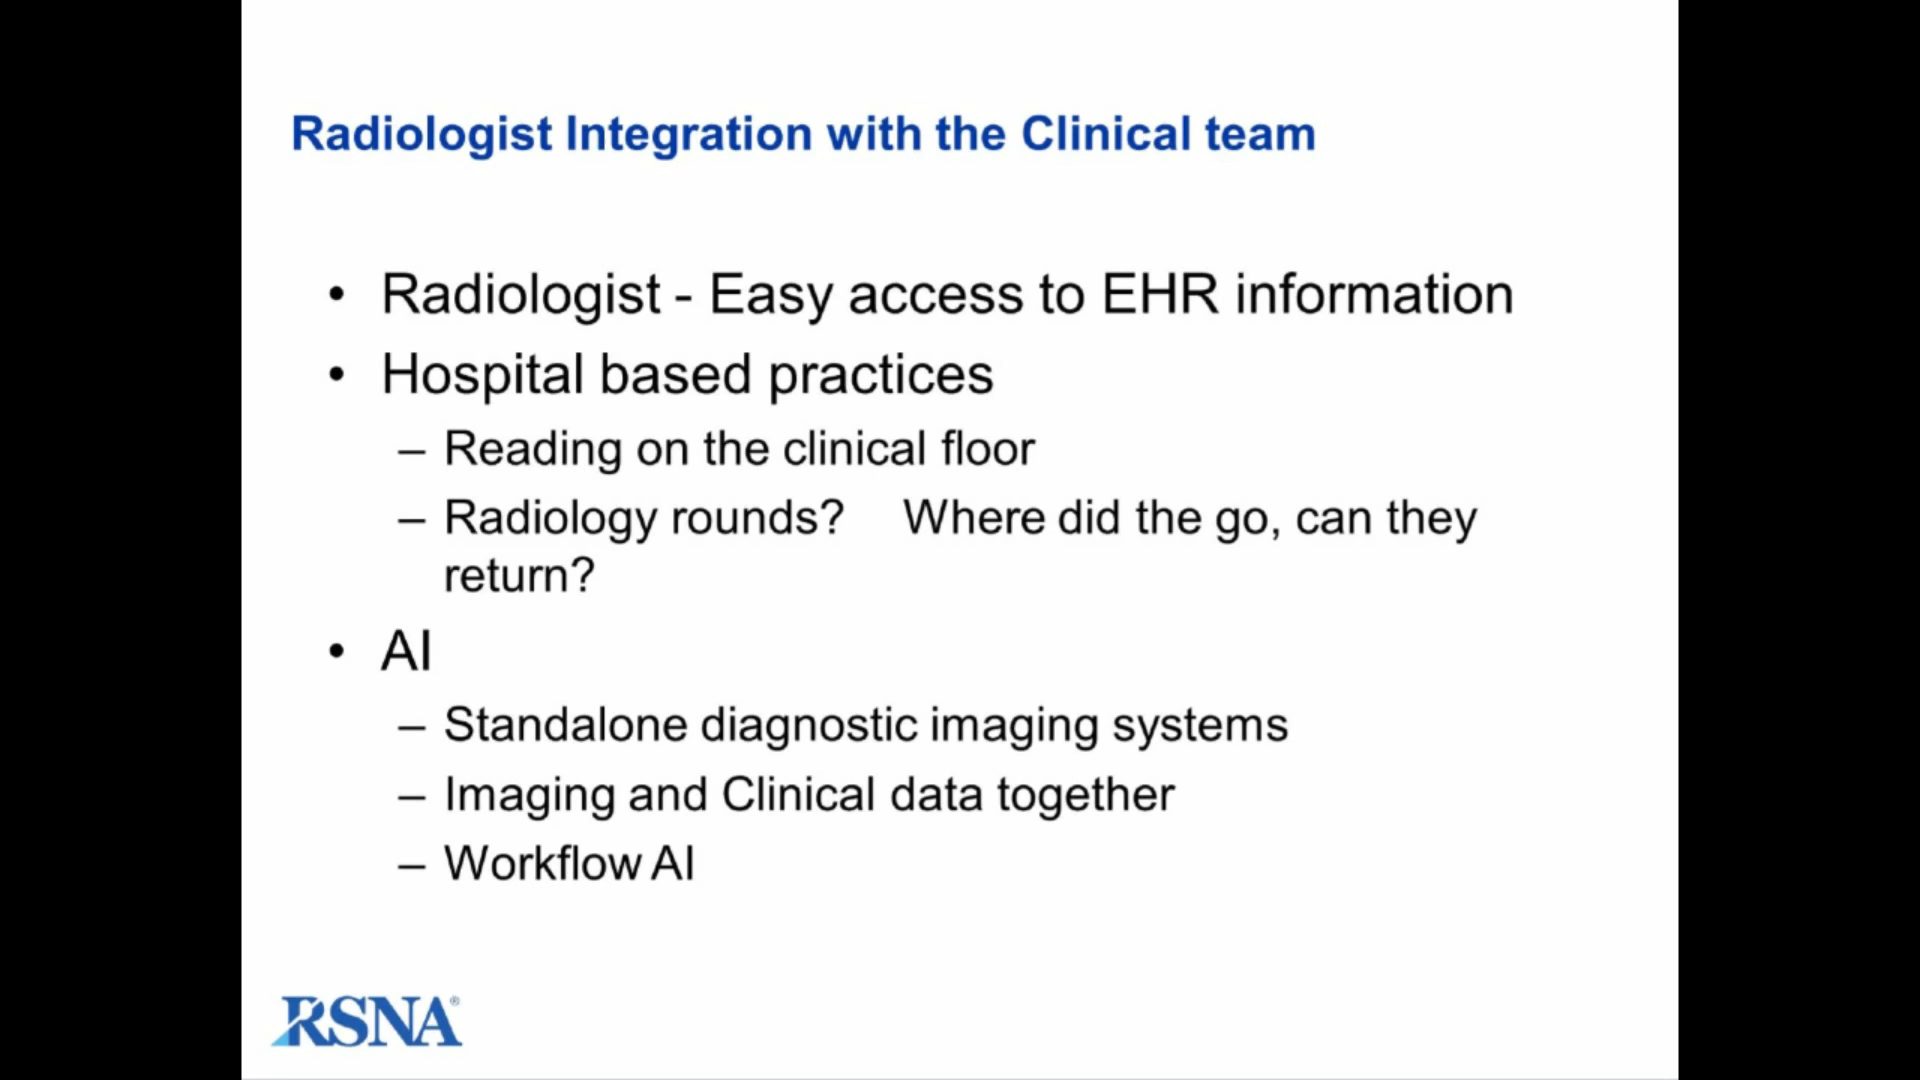 Radiologist Integration with the Clinical team
• Radiologist - Easy access to EHR information
• Hospital based practices
– Reading on the clinical floor
– Radiology rounds? Where did the go, can they
return?
• AI
– Standalone diagnostic imaging systems
– Imaging and Clinical data together
– Workflow AI
RSNA®